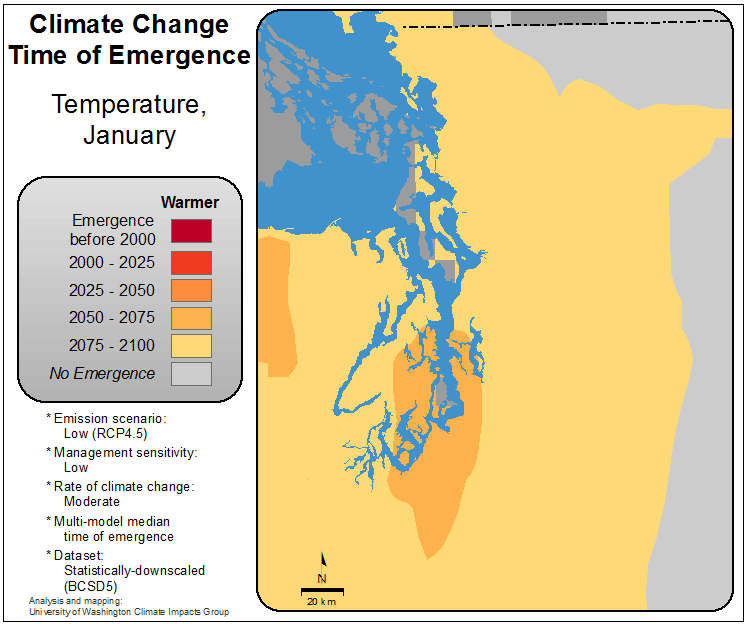 Climate Change
Time of Emergence
Temperature,
January
Warmer
Emergence
before 2000
2000 - 2025
2025 - 2050
2050 - 2075
2075 - 2100
No Emergence
* Emission scenario:
Low (RCP4.5)
* Management sensitivity:
Low
* Rate of climate change:
Moderate
* Multi-model median
time of emergence
* Dataset:
Statistically-downscaled
(BCSD5)
Analysis and mapping:
University of Washington Climate Impacts Group
N
20 km